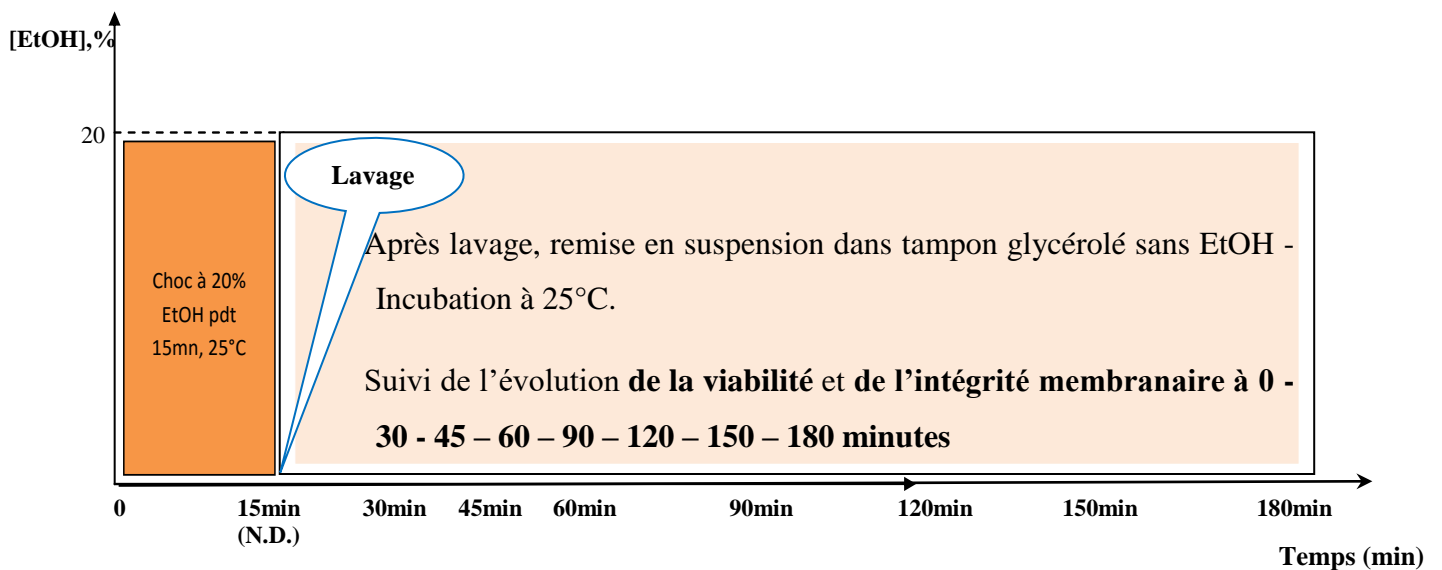 [EtOH],%
20
Lavage
Choc à 20%
EtOH pdt
15mn, 25°C
Après lavage, remise en suspension dans tampon glycérolé sans EtOH -
Incubation à 25°C.
Suivi de l’évolution de la viabilité et de l’intégrité membranaire à 0 -
30 - 45 – 60 – 90 – 120 – 150 – 180 minutes
0 15min 30min 45min 60min 90min 120min 150min 180min
(N.D.)
Temps (min)